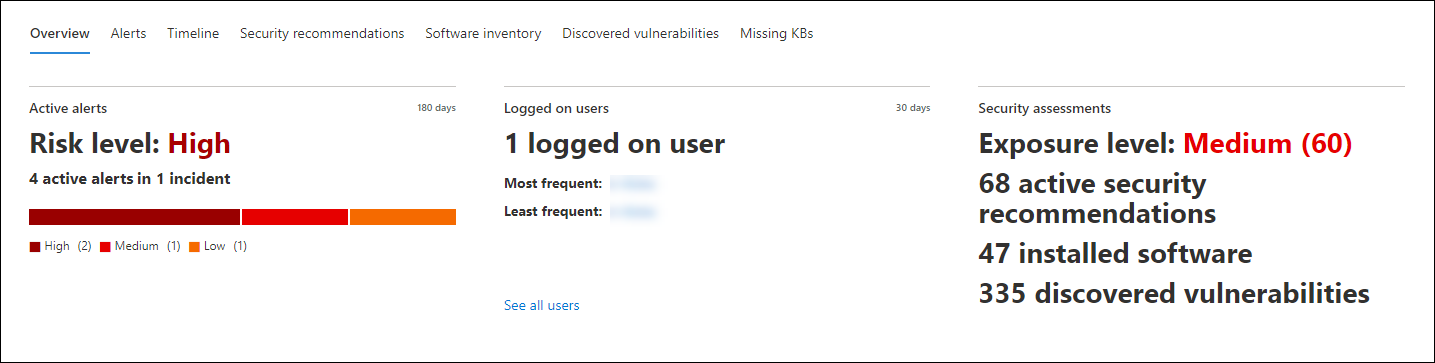 Overview Alerts Timeline Security recommendations Software inventory Discovered vulnerabilities Missing KBs
Active alerts 180 days
Risk level: High
4 active alerts in 1 incident
High (2) Medium (1) Low (1)
Logged on users 30 days
1 logged on user
Most frequent:
Least frequent:
See all users
Security assessments
Exposure level: Medium (60)
68 active security
recommendations
47 installed software
335 discovered vulnerabilities